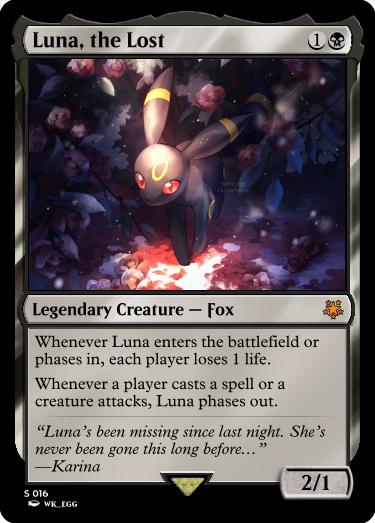 Luna, the Lost
1
Legendary Creature — Fox
Whenever Luna enters the battlefield or
phases in, each player loses 1 life.
Whenever a player casts a spell or a
creature attacks, Luna phases out.
“Luna’s been missing since last night. She’s
never been gone this long before…”
—Karina
2/1
S 016
WK_EGG